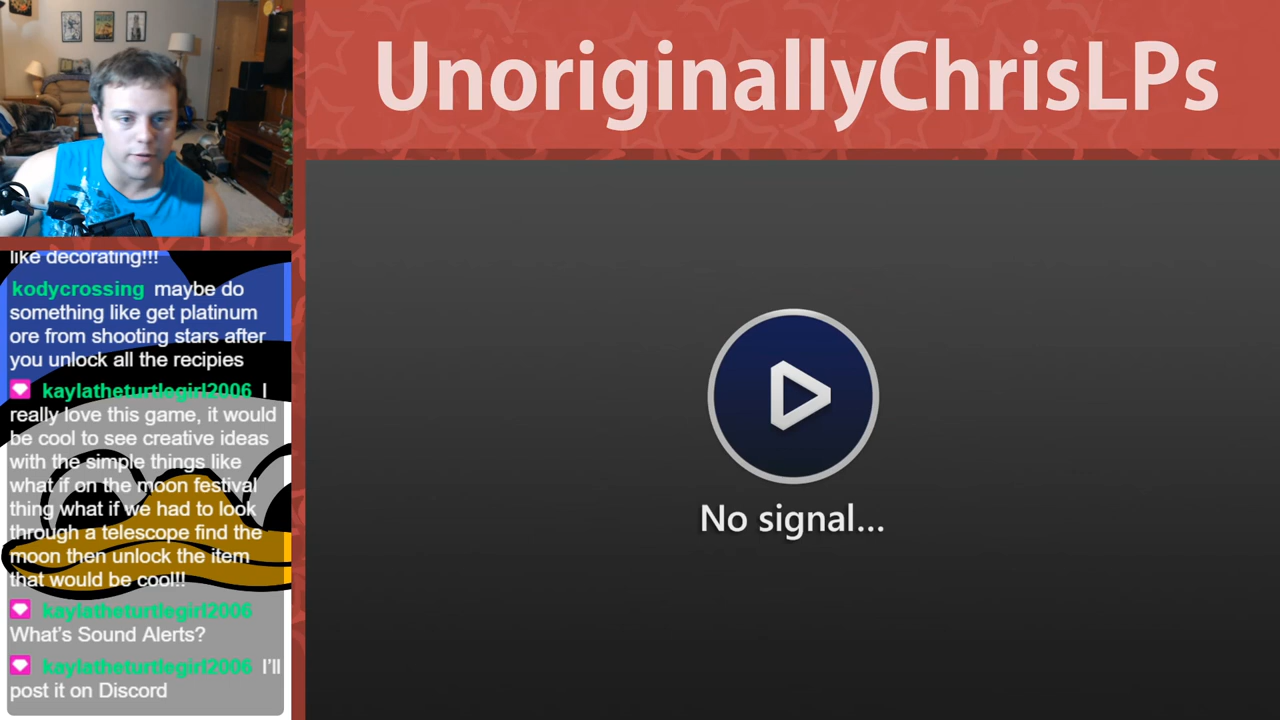 UnoriginallyChrisLPs
like decorating!!!
kodycrossing maybe do
something like get platinum
ore from shooting stars after
you unlock all the recipies
kaylatheturtlegirl2006 I
really love this game, it would
be cool to see creative ideas
with the simple things like
what if on the moon festival
thing what if we had to look
through a telescope find the
moon then unlock the item
that would be cool!!
kaylatheturtlegirl2006
What's Sound Alerts?
kaylatheturtlegirl2006 I'll
post it on Discord
No signal...